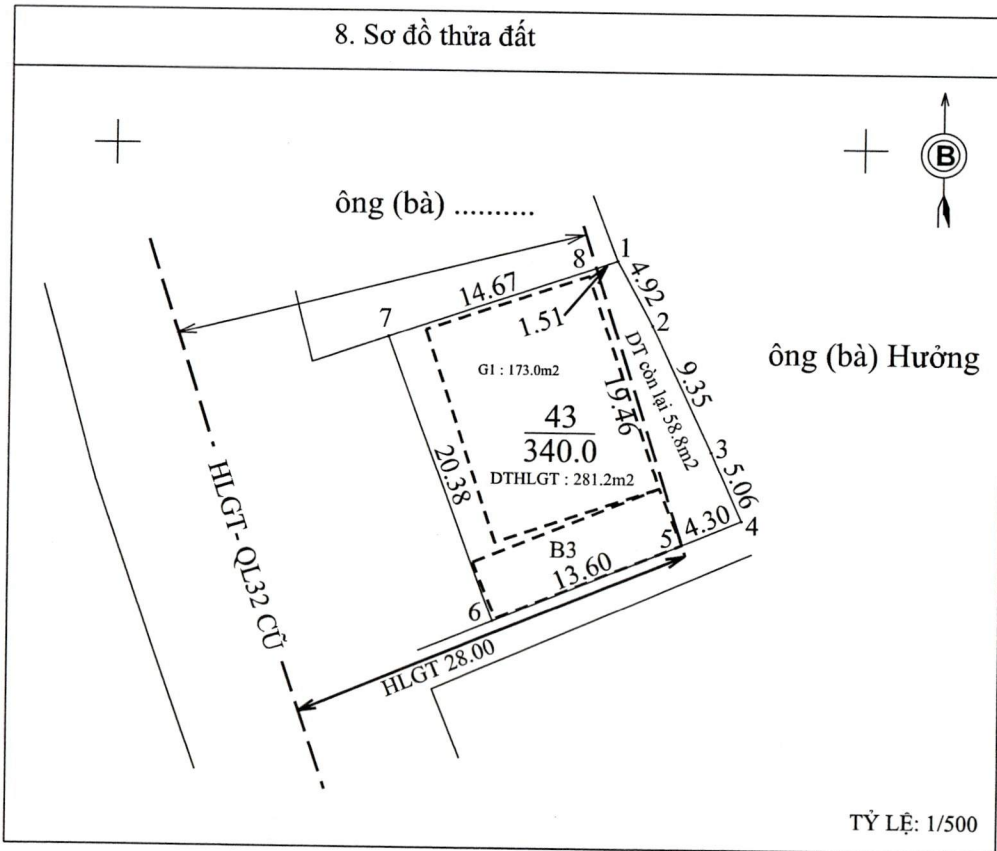 8. Sơ đồ thửa đất
B
ông (bà) ..........
8
1
14.67
4.92
7
1.51
2
ông (bà) Hưởng
G1 : 173.0m2
DT còn lại 58.8m2
9.35
19.46
43
340.0
20.38
DTHLGT : 281.2m2
3
5.06
HLGT- QL32 CŨ
B3
5
4.30
4
13.60
6
HLGT 28.00
TỶ LỆ: 1/500